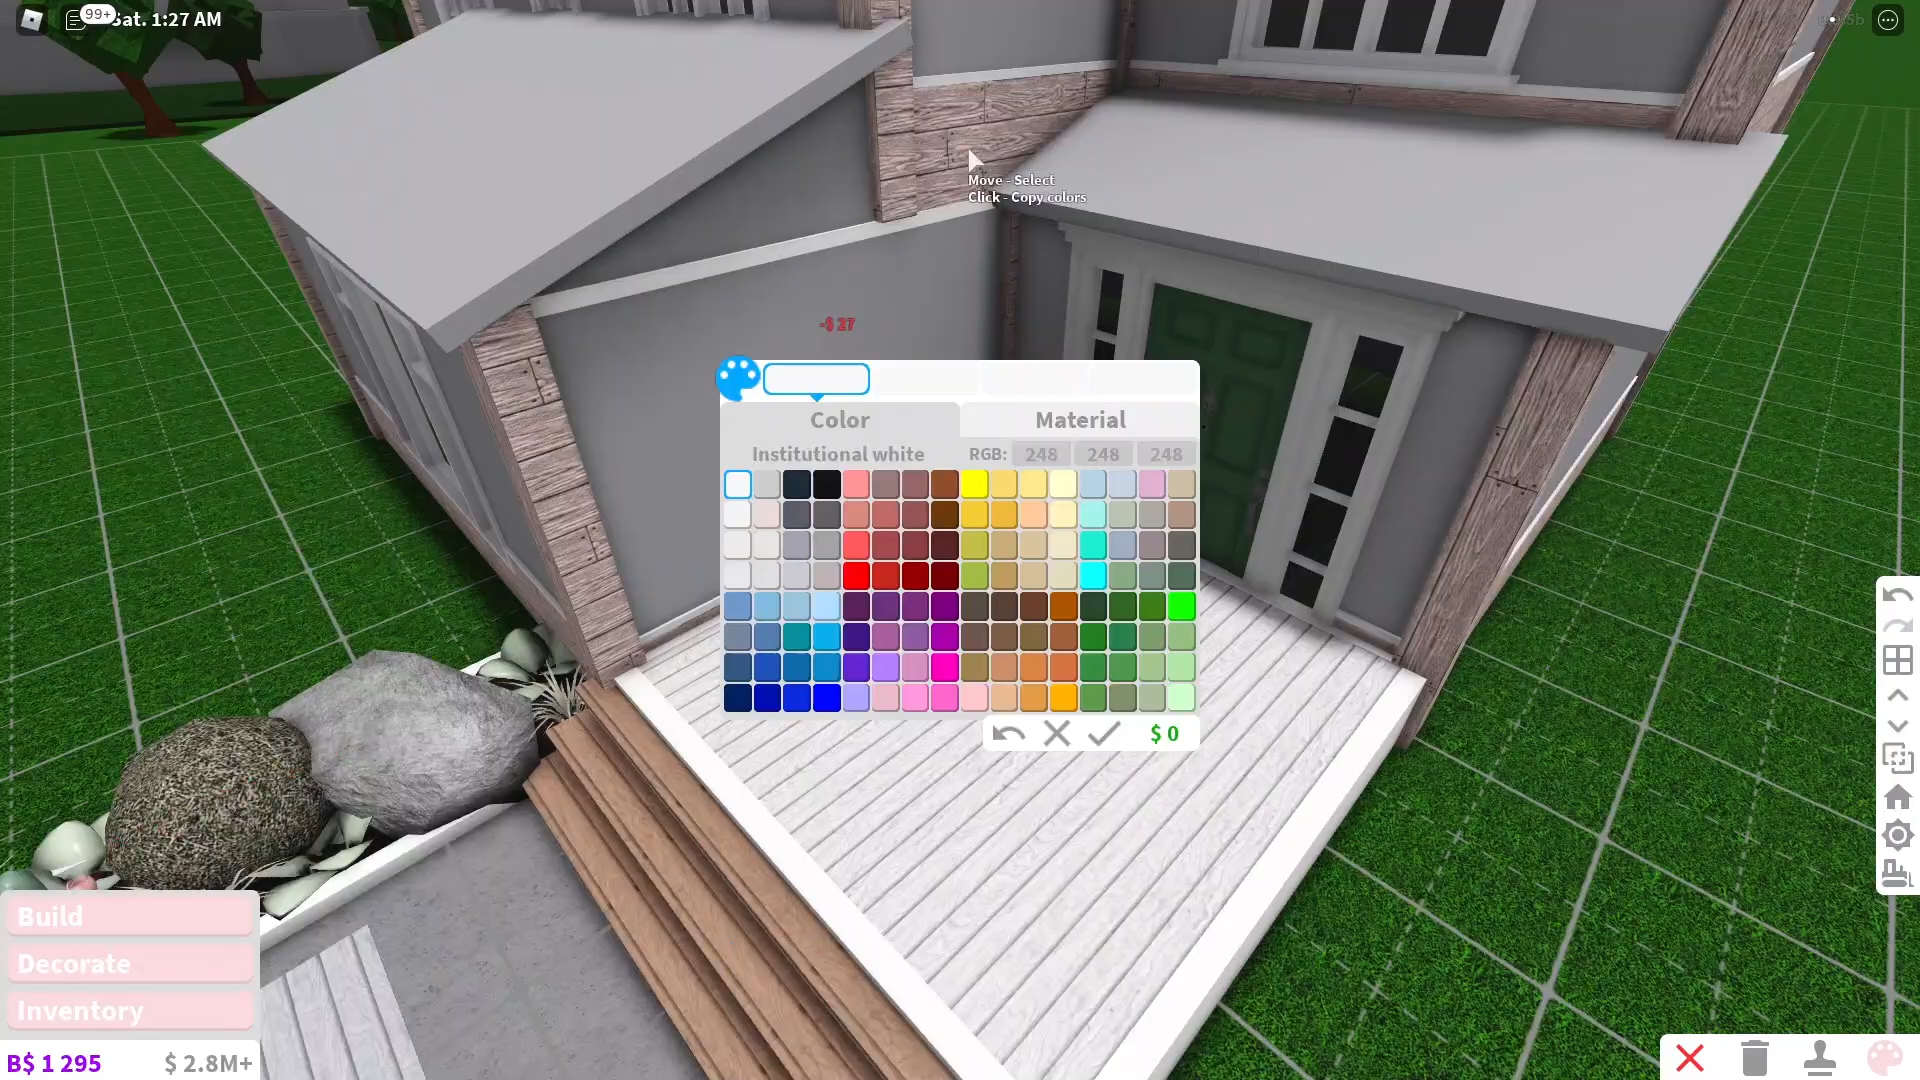 99+
Sat. 1:27 AM
Move - Select
Click - Copy colors
-$ 27
Color
Material
Institutional white
RGB: 248 248 248
$ 0
Build
Decorate
Inventory
B$ 1 295
$ 2.8M+